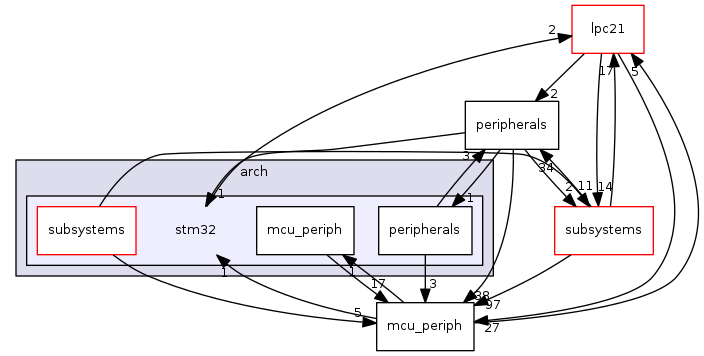 2
lpc21
17
5
2
peripherals
3
34
arch
1
1
2
11
14
subsystems
stm32
mcu_periph
peripherals
subsystems
1
1
17
3
38
97
5
mcu_periph
27